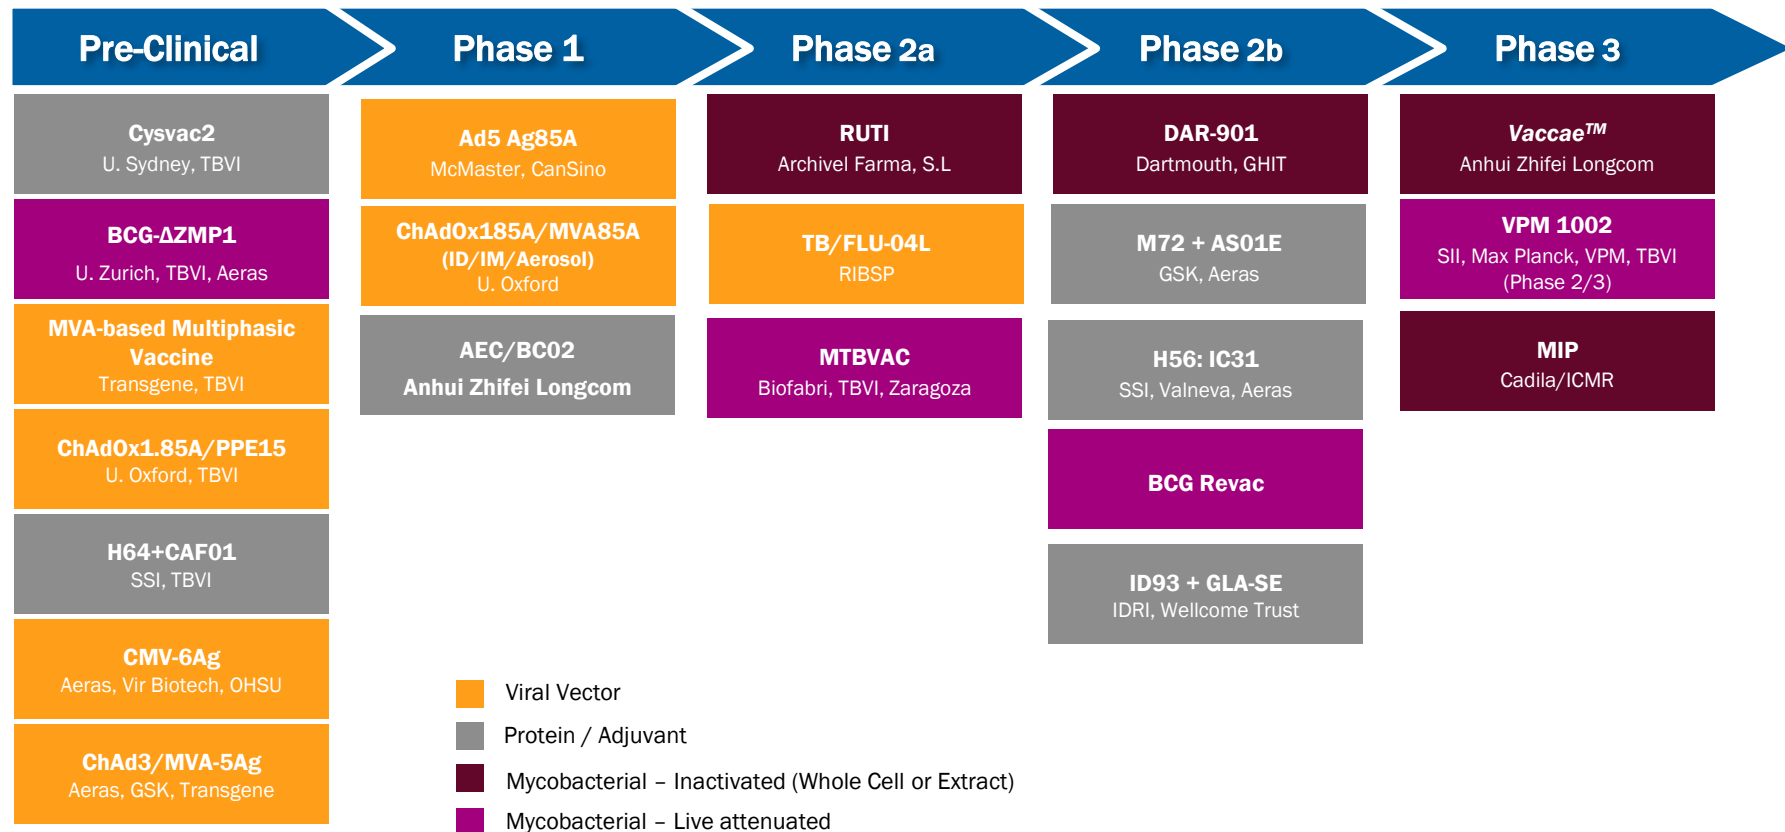 Pre-Clinical
Phase 1
Phase 2a
Phase 2b
Phase 3
Cysvac2
U. Sydney, TBVI
BCG-ΔZMP1
U. Zurich, TBVI, Aeras
MVA-based Multiphasic
Vaccine
Transgene, TBVI
ChAdOx1.85A/PPE15
U. Oxford, TBVI
H64+CAF01
SSI, TBVI
CMV-6Ag
Aeras, Vir Biotech, OHSU
ChAd3/MVA-5Ag
Aeras, GSK, Transgene
Ad5 Ag85A
McMaster, CanSino
ChAdOx185A/MVA85A
(ID/IM/Aerosol)
U. Oxford
AEC/BC02
Anhui Zhifei Longcom
RUTI
Archivel Farma, S.L
TB/FLU-04L
RIBSP
MTBVAC
Biofabri, TBVI, Zaragoza
DAR-901
Dartmouth, GHIT
M72 + AS01E
GSK, Aeras
H56: IC31
SSI, Valneva, Aeras
BCG Revac
ID93 + GLA-SE
IDRI, Wellcome Trust
Vaccae™
Anhui Zhifei Longcom
VPM 1002
SII, Max Planck, VPM, TBVI
(Phase 2/3)
MIP
Cadila/ICMR
Viral Vector
Protein / Adjuvant
Mycobacterial – Inactivated (Whole Cell or Extract)
Mycobacterial – Live attenuated